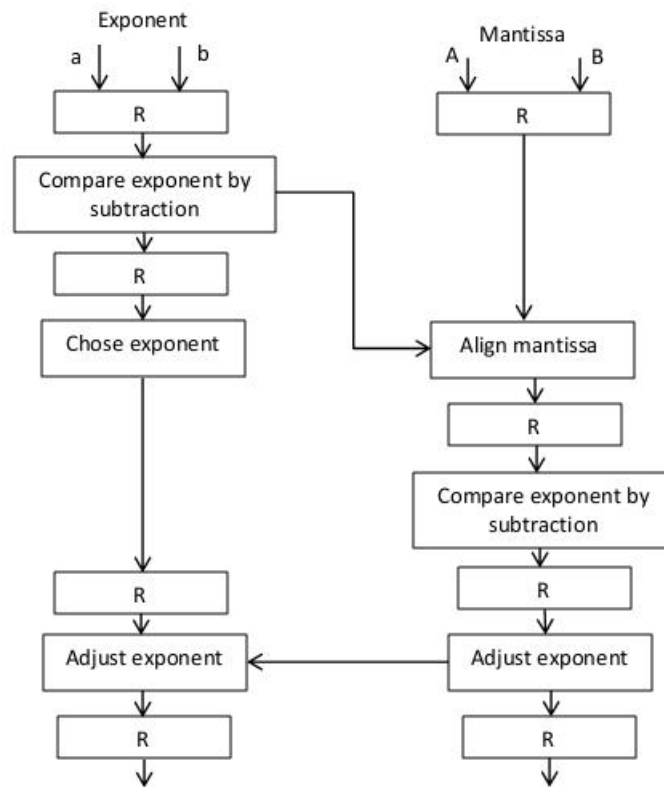 Exponent
Mantissa
a
b
A
B
R
R
Compare exponent by
subtraction
R
Chose exponent
Align mantissa
R
Compare exponent by
subtraction
R
R
Adjust exponent
Adjust exponent
R
R